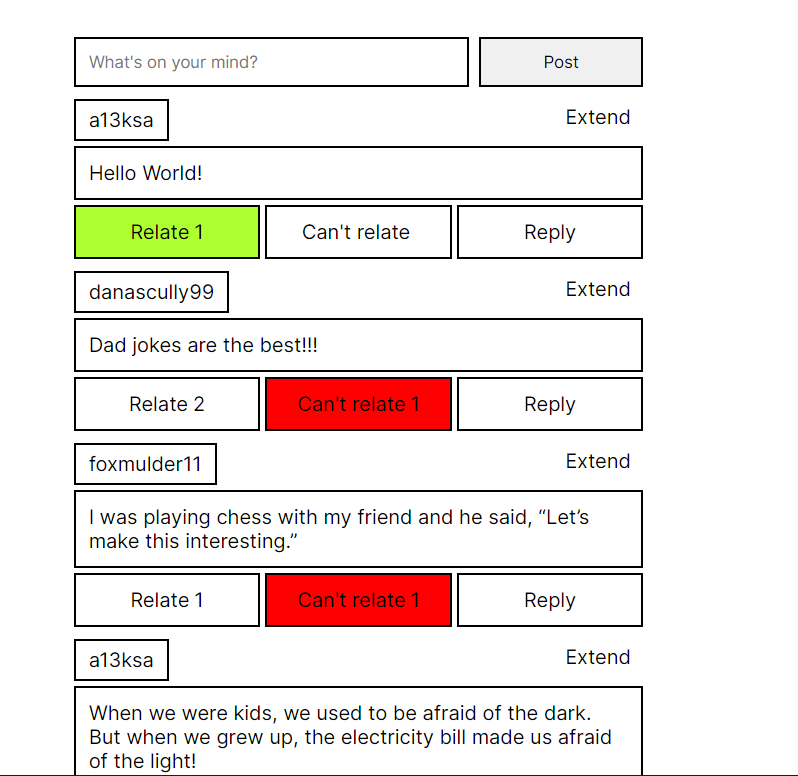 What's on your mind?
Post
a13ksa
Extend
Hello World!
Relate 1
Can't relate
Reply
danascully99
Extend
Dad jokes are the best!!!
Relate 2
Can't relate 1
Reply
foxmulder11
Extend
I was playing chess with my friend and he said, “Let’s
make this interesting.”
Relate 1
Can't relate 1
Reply
a13ksa
Extend
When we were kids, we used to be afraid of the dark.
But when we grew up, the electricity bill made us afraid
of the light!